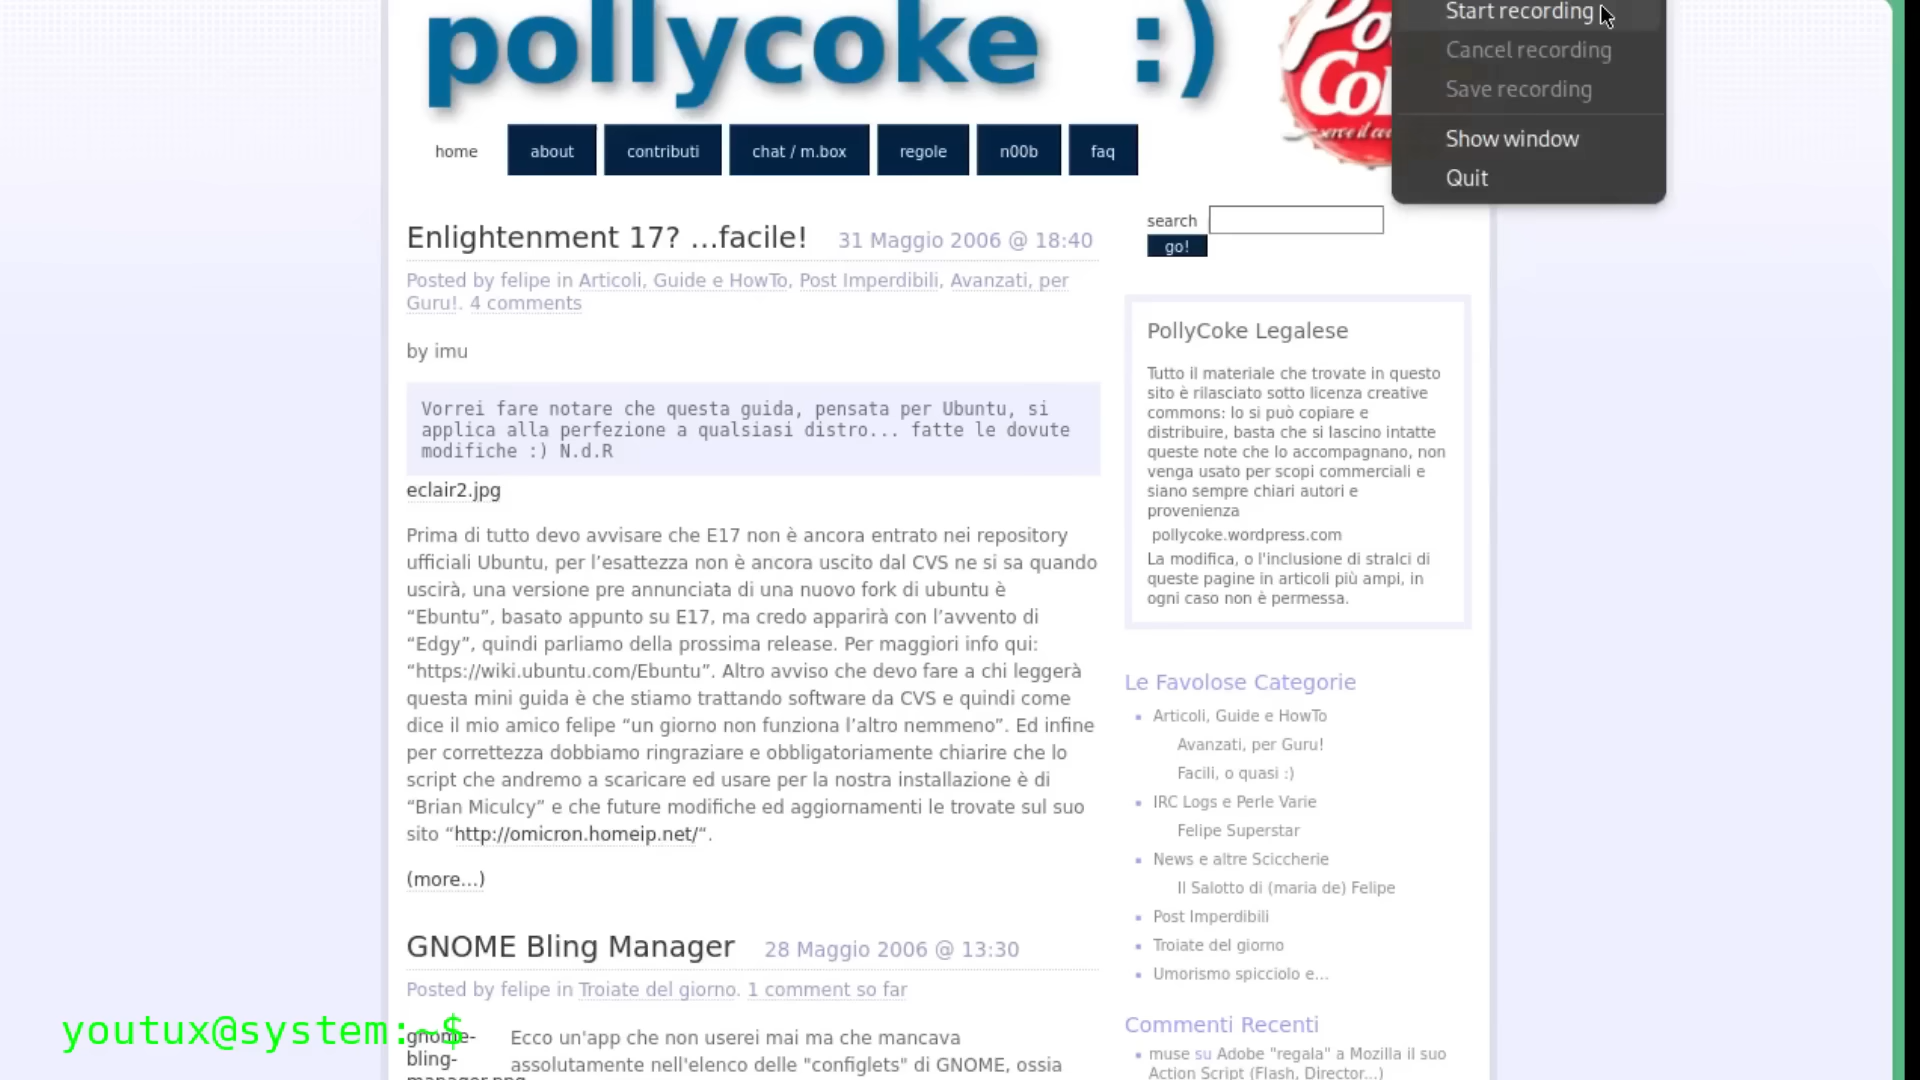 pollycoke :)
home about contributi chat / m.box regole n00b faq
Start recording
Cancel recording
Save recording
Show window
Quit
Enlightenment 17? ...facile! 31 Maggio 2006 @ 18:40
Posted by felipe in Articoli, Guide e HowTo, Post Imperdibili, Avanzati, per
Guru!. 4 comments
by imu
Vorrei fare notare che questa guida, pensata per Ubuntu, si
applica alla perfezione a qualsiasi distro... fatte le dovute
modifiche :) N.d.R
eclair2.jpg
Prima di tutto devo avvisare che E17 non è ancora entrato nei repository
ufficiali Ubuntu, per l’esattezza non è ancora uscito dal CVS ne si sa quando
uscirà, una versione pre annunciata di una nuovo fork di ubuntu è
“Ebuntu”, basato appunto su E17, ma credo apparirà con l’avvento di
“Edgy”, quindi parliamo della prossima release. Per maggiori info qui:
“https://wiki.ubuntu.com/Ebuntu”. Altro avviso che devo fare a chi leggerà
questa mini guida è che stiamo trattando software da CVS e quindi come
dice il mio amico felipe “un giorno non funziona l’altro nemmeno”. Ed infine
per correttezza dobbiamo ringraziare e obbligatoriamente chiarire che lo
script che andremo a scaricare ed usare per la nostra installazione è di
“Brian Miculcy” e che future modifiche ed aggiornamenti le trovate sul suo
sito “http://omicron.homeip.net/“.
(more...)
GNOME Bling Manager 28 Maggio 2006 @ 13:30
Posted by felipe in Troiate del giorno. 1 comment so far
gnome-
bling-
manager.png
Ecco un'app che non userei mai ma che mancava
assolutamente nell'elenco delle "configlets" di GNOME, ossia
search
go!
PollyCoke Legalese
Tutto il materiale che trovate in questo
sito è rilasciato sotto licenza creative
commons: lo si può copiare e
distribuire, basta che si lascino intatte
queste note che lo accompagnano, non
venga usato per scopi commerciali e
siano sempre chiari autori e
provenienza
pollycoke.wordpress.com
La modifica, o l'inclusione di stralci di
queste pagine in articoli più ampi, in
ogni caso non è permessa.
Le Favolose Categorie
Articoli, Guide e HowTo
Avanzati, per Guru!
Facili, o quasi :)
IRC Logs e Perle Varie
Felipe Superstar
News e altre Sciccherie
Il Salotto di (maria de) Felipe
Post Imperdibili
Troiate del giorno
Umorismo spicciolo e...
Commenti Recenti
muse su Adobe "regala" a Mozilla il suo
Action Script (Flash, Director...)
youtux@system:~$